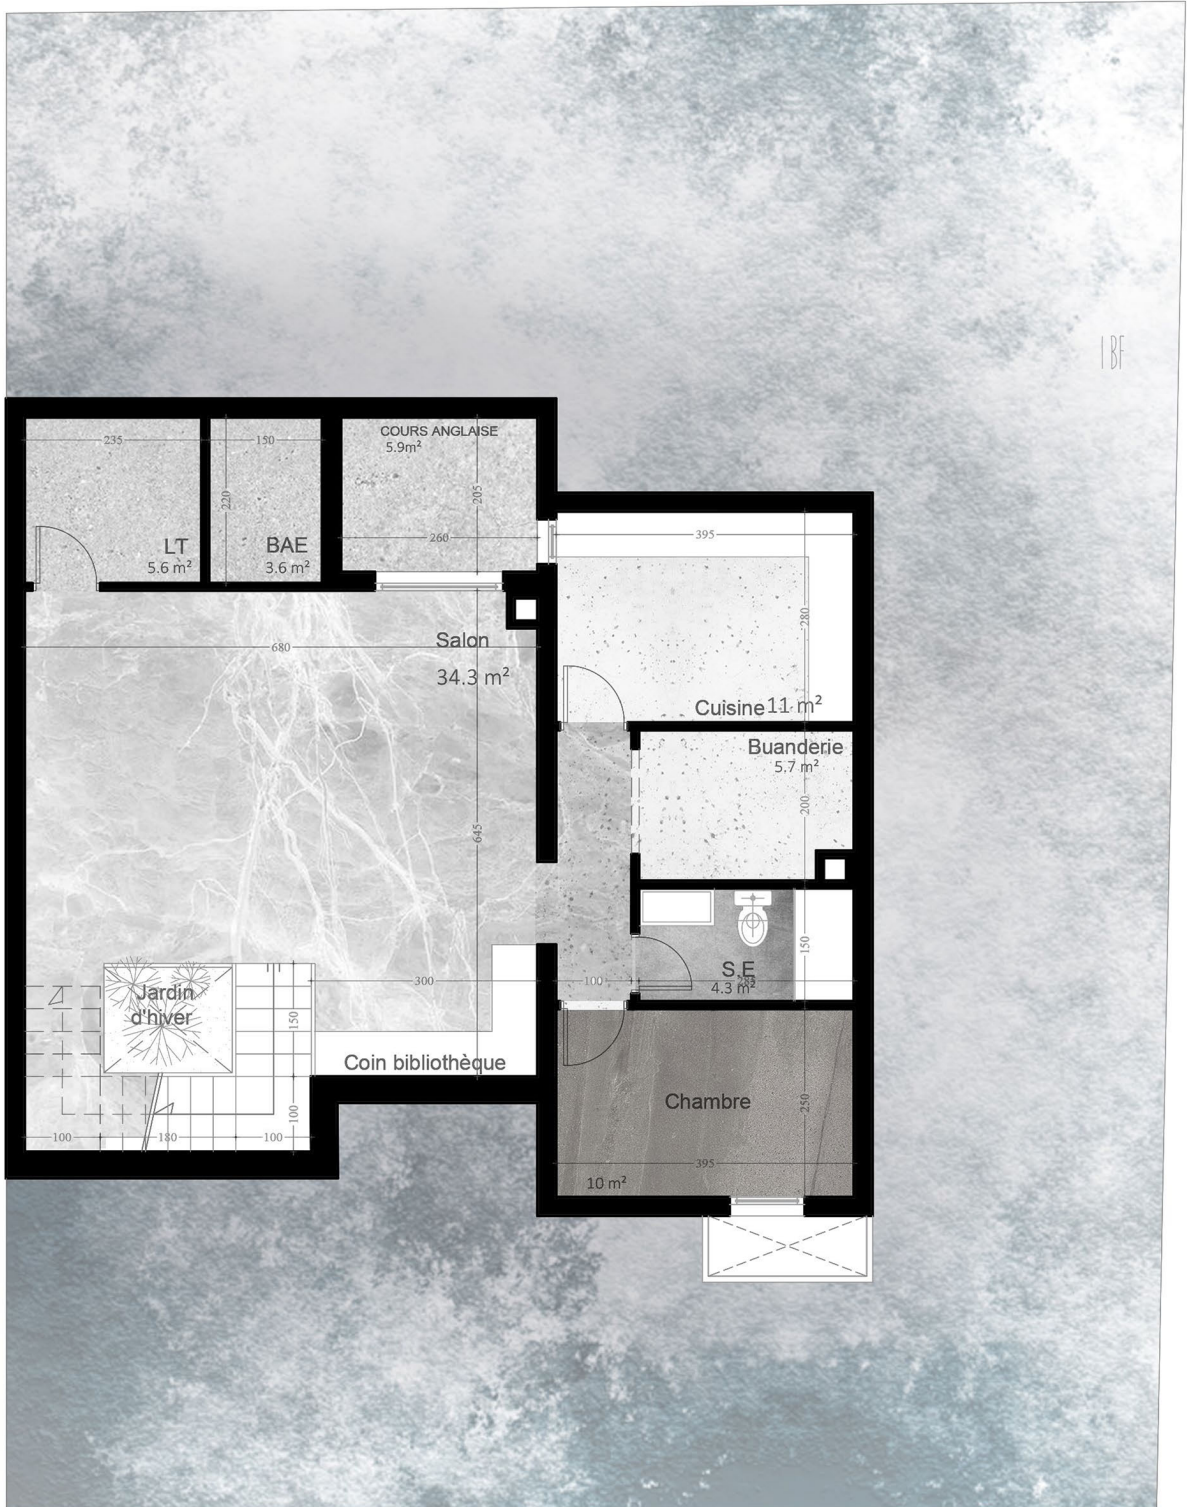 I BF
COURS ANGLAISE
5.9m²
235
150
220
205
260
LT
5.6 m²
BAE
3.6 m²
395
280
Salon
680
34.3 m²
Cuisine 11 m²
Buanderie
5.7 m²
200
645
150
S.E
4.3 m²
100
300
Jardin
d'hiver
150
Coin bibliothèque
Chambre
250
100
100
180
100
395
10 m²